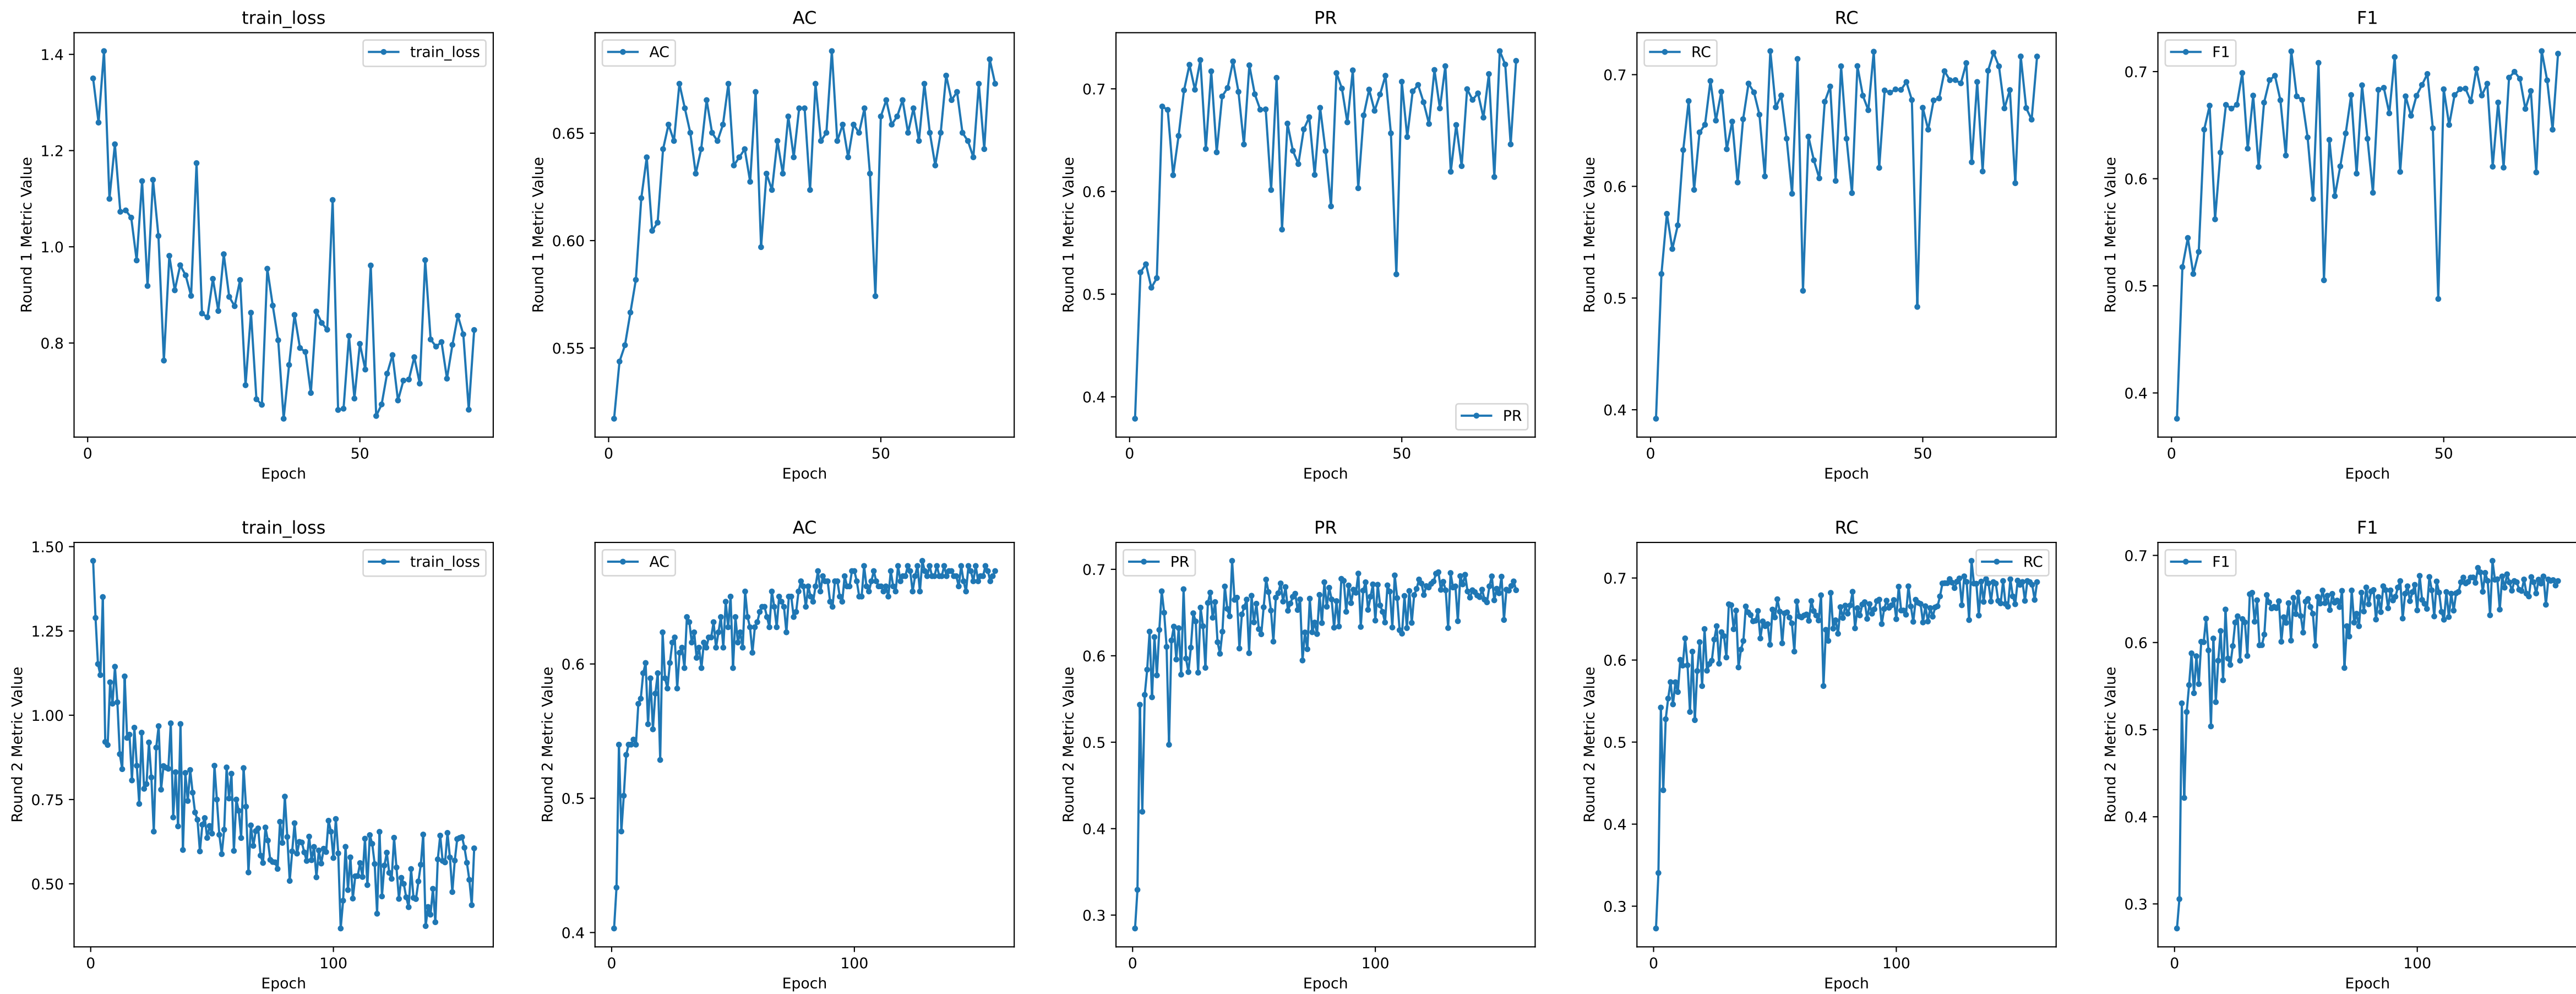 train_loss
Round 1 Metric Value
1.4
1.2
1.0
0.8
train_loss
0
50
Epoch
AC
Round 1 Metric Value
0.65
0.60
0.55
AC
0
50
Epoch
PR
Round 1 Metric Value
0.7
0.6
0.5
0.4
PR
0
50
Epoch
RC
Round 1 Metric Value
0.7
0.6
0.5
0.4
RC
0
50
Epoch
F1
Round 1 Metric Value
0.7
0.6
0.5
0.4
F1
0
50
Epoch
train_loss
Round 2 Metric Value
1.50
1.25
1.00
0.75
0.50
train_loss
0
100
Epoch
AC
Round 2 Metric Value
0.6
0.5
0.4
AC
0
100
Epoch
PR
Round 2 Metric Value
0.7
0.6
0.5
0.4
0.3
PR
0
100
Epoch
RC
Round 2 Metric Value
0.7
0.6
0.5
0.4
0.3
RC
0
100
Epoch
F1
Round 2 Metric Value
0.7
0.6
0.5
0.4
0.3
F1
0
100
Epoch